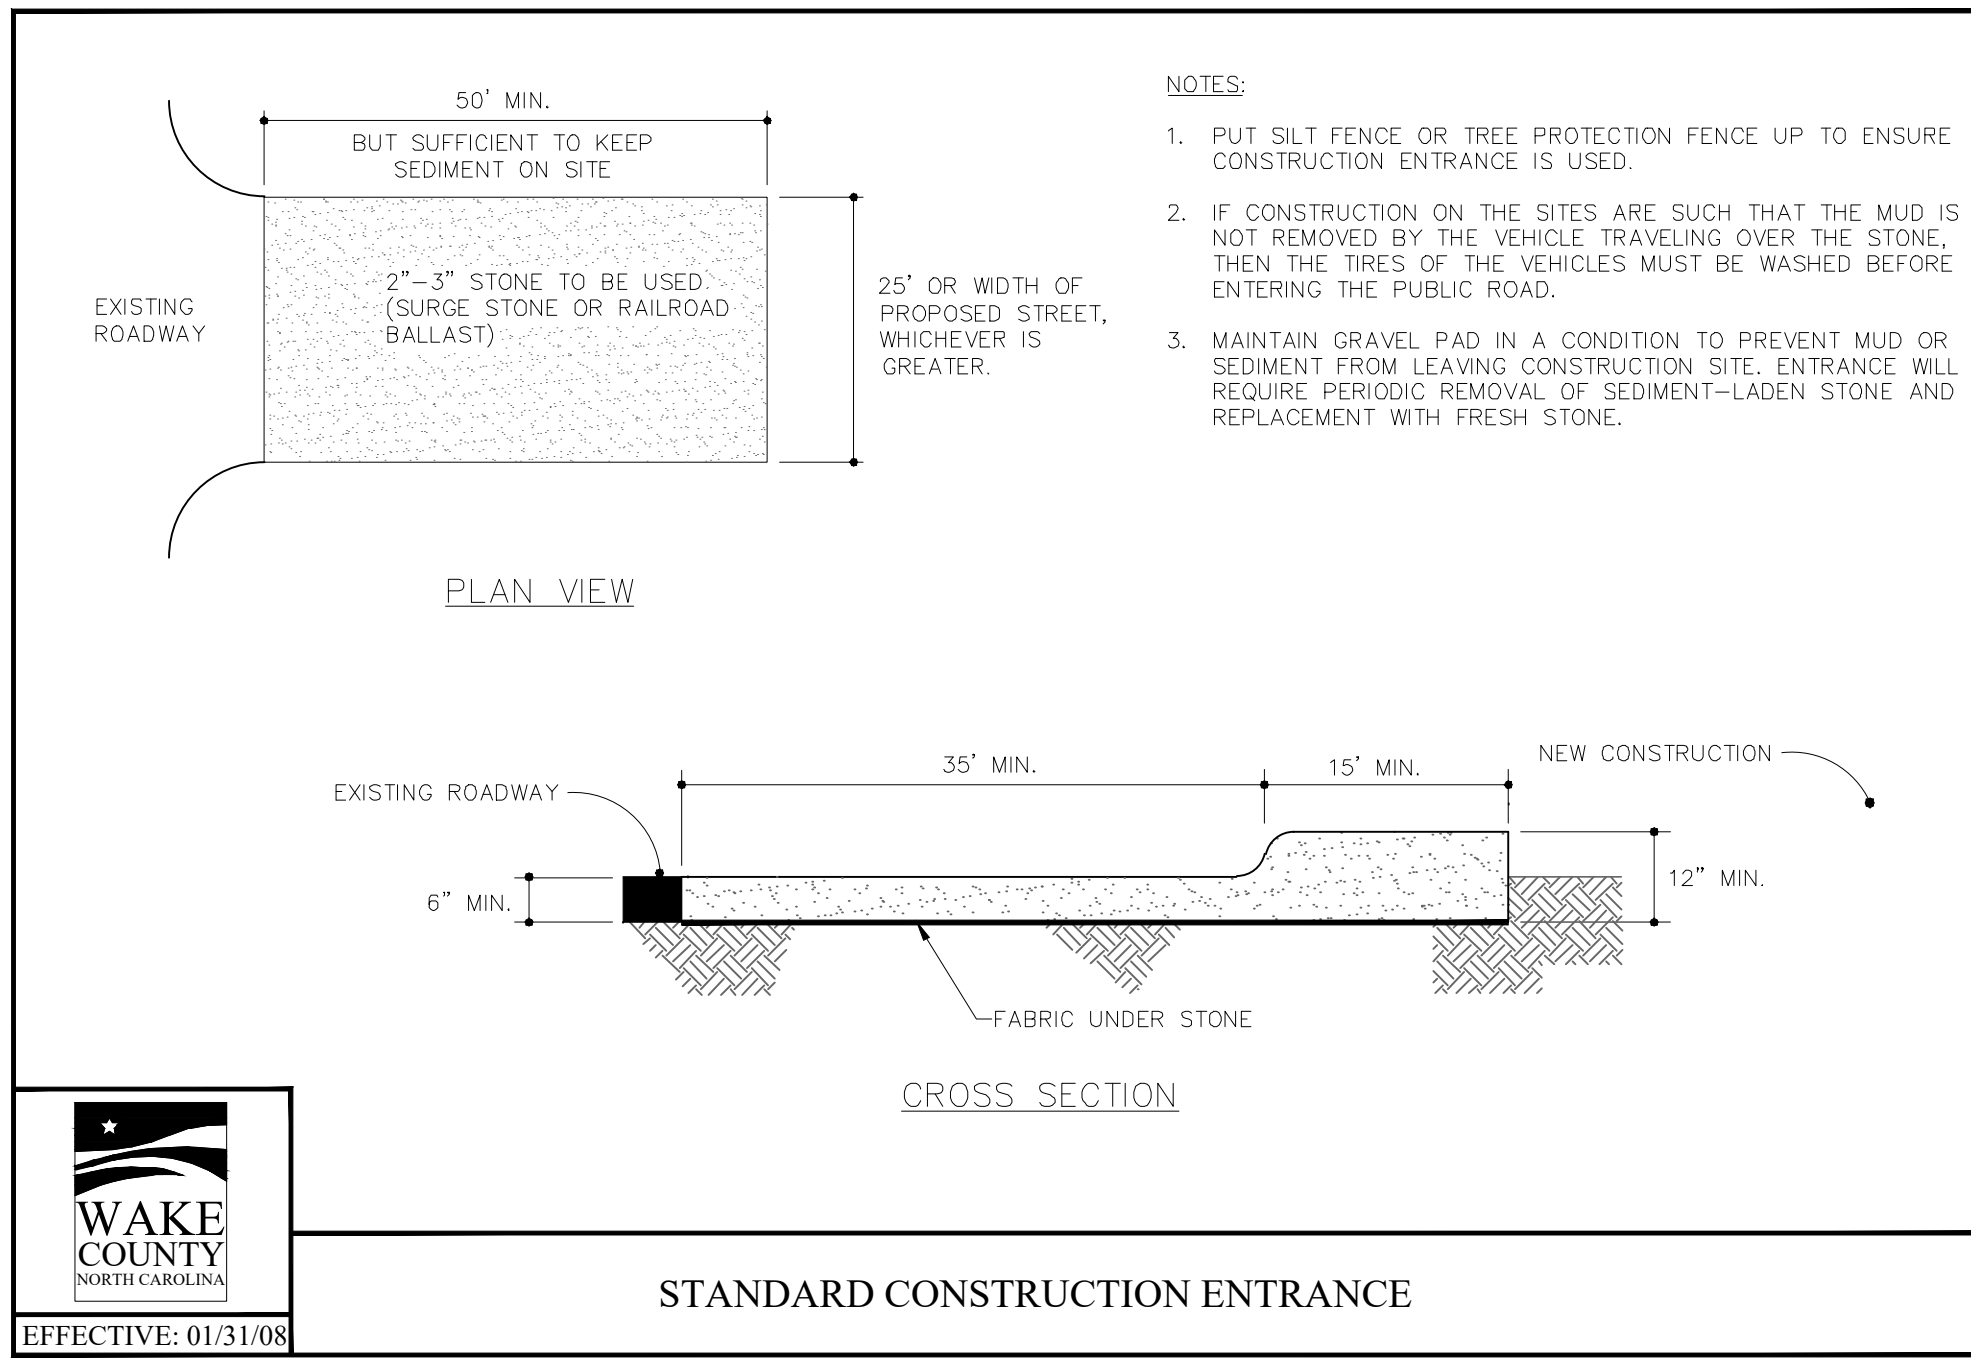 50' MIN.
BUT SUFFICIENT TO KEEP
SEDIMENT ON SITE
2"-3" STONE TO BE USED.
(SURGE STONE OR RAILROAD
BALLAST)
EXISTING
ROADWAY
25' OR WIDTH OF
PROPOSED STREET,
WHICHEVER IS
GREATER.
PLAN VIEW
NOTES:
1. PUT SILT FENCE OR TREE PROTECTION FENCE UP TO ENSURE
CONSTRUCTION ENTRANCE IS USED.
2. IF CONSTRUCTION ON THE SITES ARE SUCH THAT THE MUD IS
NOT REMOVED BY THE VEHICLE TRAVELING OVER THE STONE,
THEN THE TIRES OF THE VEHICLES MUST BE WASHED BEFORE
ENTERING THE PUBLIC ROAD.
3. MAINTAIN GRAVEL PAD IN A CONDITION TO PREVENT MUD OR
SEDIMENT FROM LEAVING CONSTRUCTION SITE. ENTRANCE WILL
REQUIRE PERIODIC REMOVAL OF SEDIMENT-LADEN STONE AND
REPLACEMENT WITH FRESH STONE.
35' MIN.
15' MIN.
NEW CONSTRUCTION
EXISTING ROADWAY
6" MIN.
12" MIN.
FABRIC UNDER STONE
CROSS SECTION
WAKE
COUNTY
NORTH CAROLINA
EFFECTIVE: 01/31/08
STANDARD CONSTRUCTION ENTRANCE